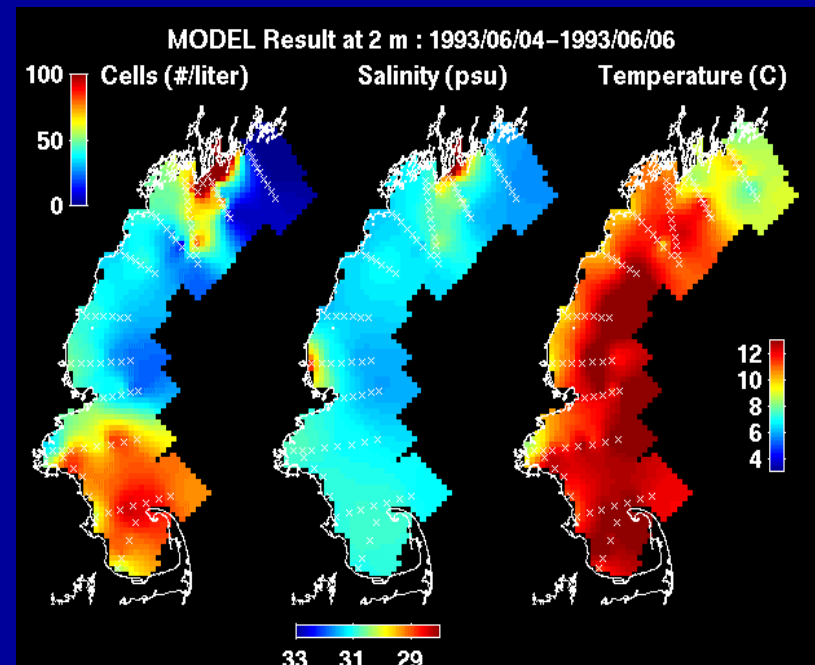 MODEL Result at 2 m : 1993/06/04–1993/06/06
Cells (#/liter)
Salinity (psu)
Temperature (C)
100
50
0
12
10
8
6
4
33 31 29